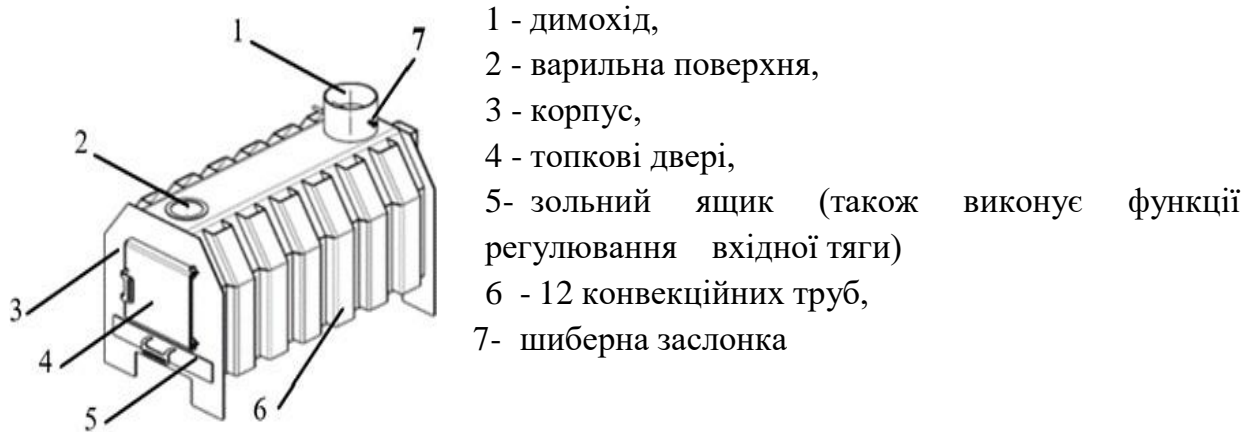 1 - димохід,
2 - варильна поверхня,
3 - корпус,
4 - топкові двері,
5- зольний ящик (також виконує функції
регулювання вхідної тяги)
6 - 12 конвекційних труб,
7- шиберна заслонка
1
7
2
3
4
5
6